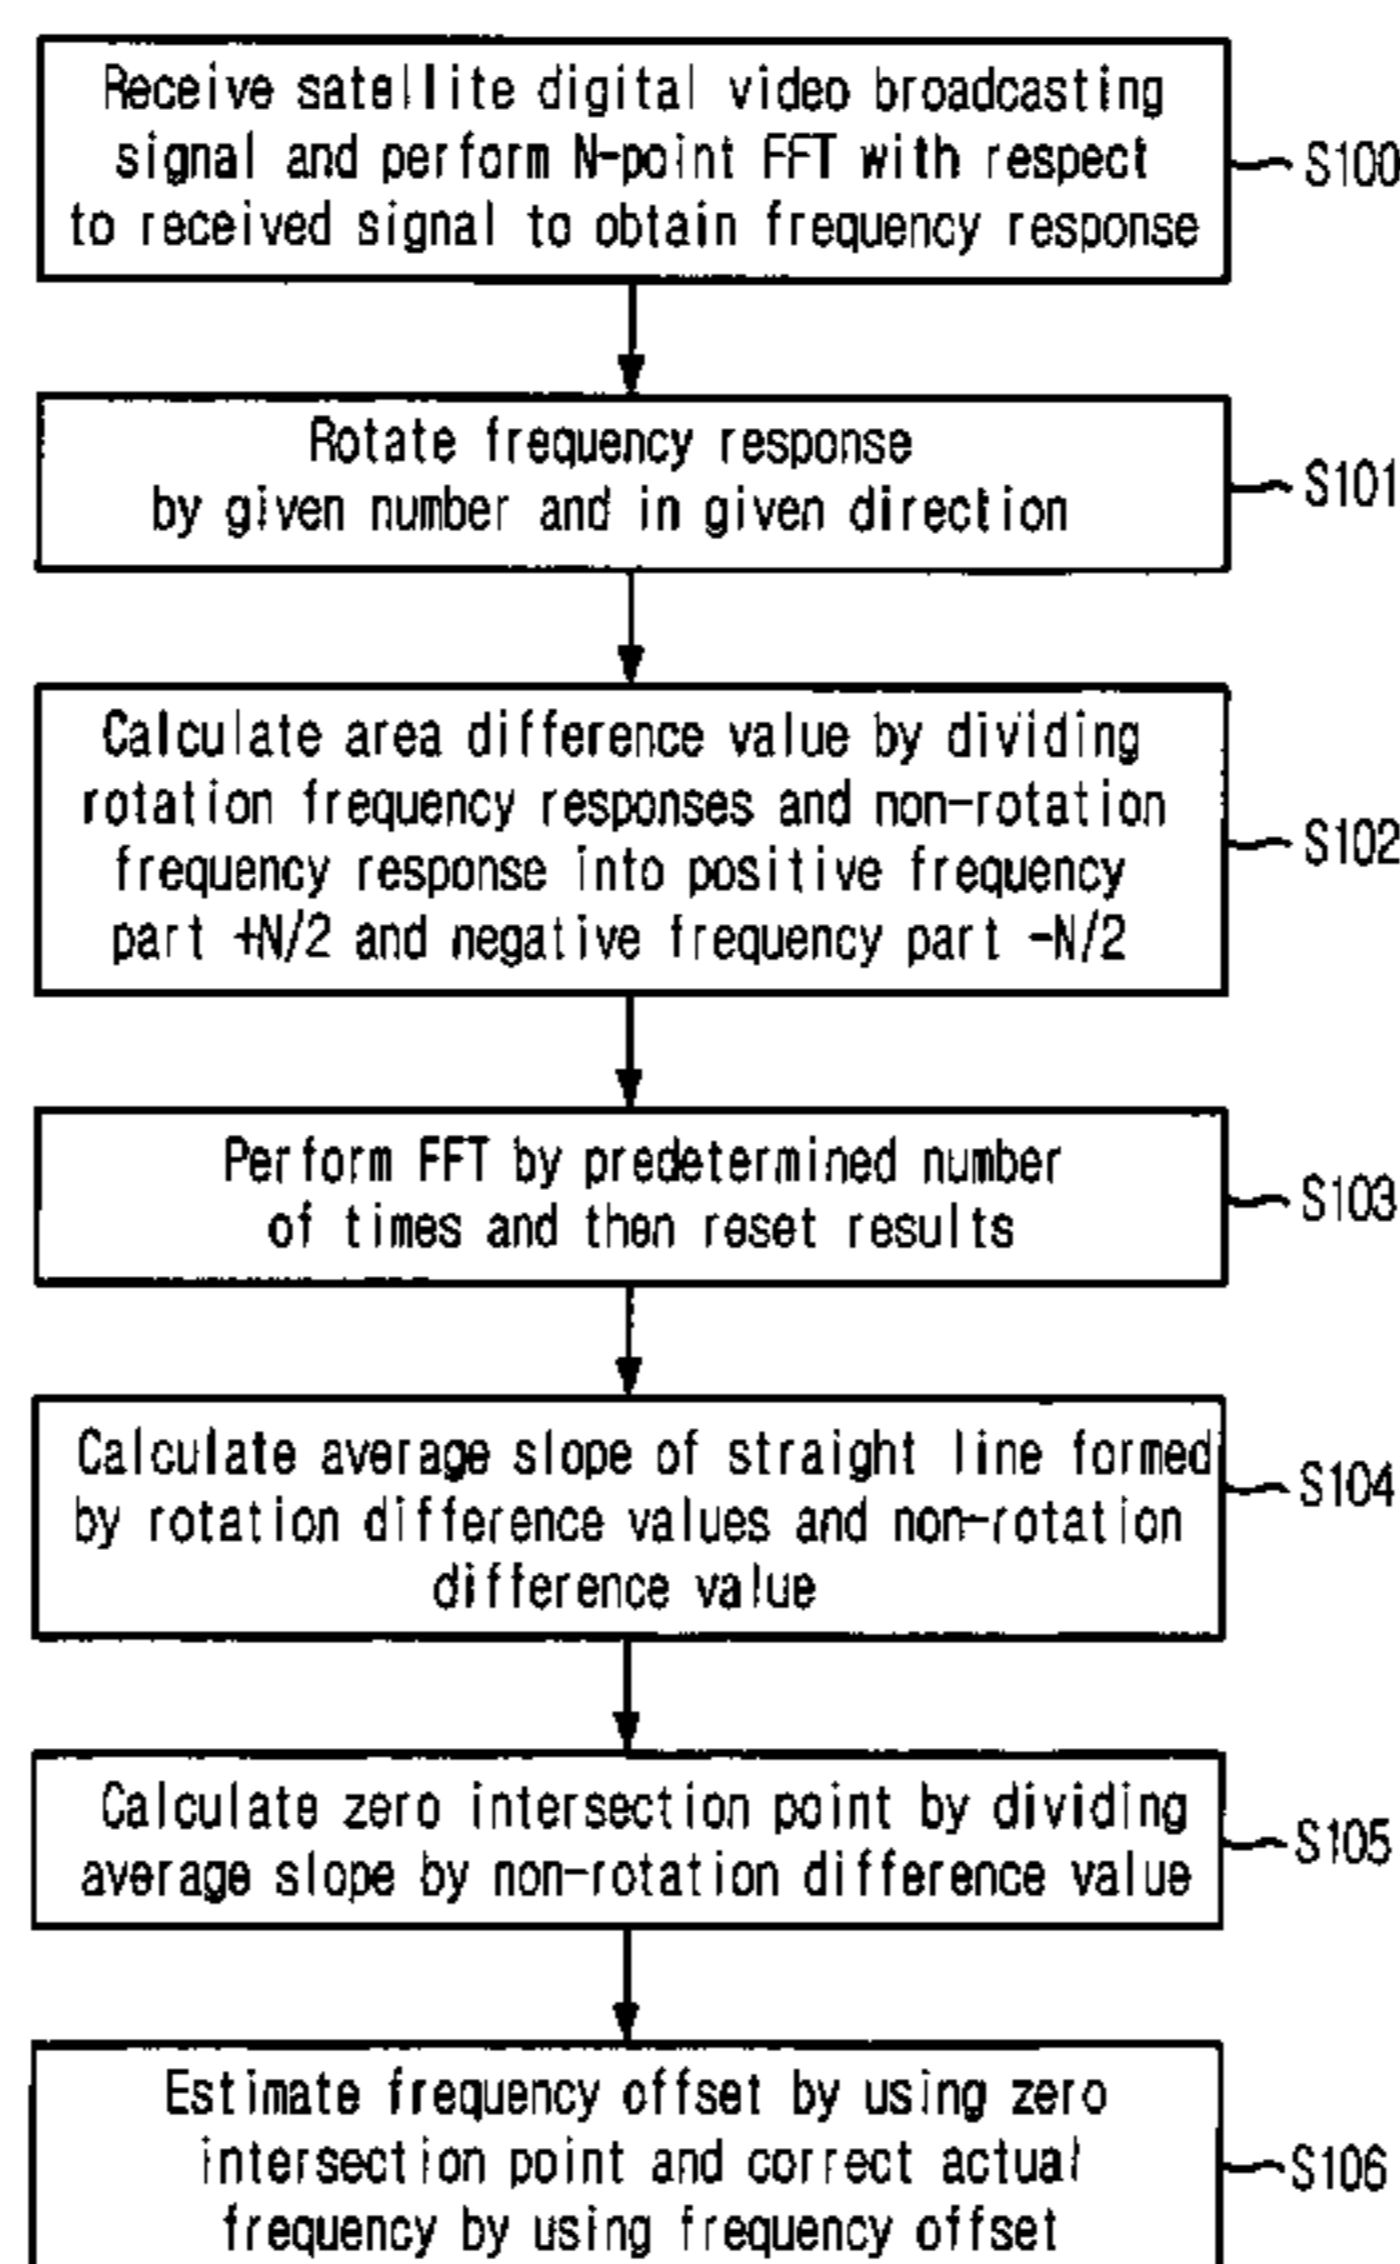 Receive satellite digital video broadcasting
signal and perform N-point FFT with respect
to received signal to obtain frequency response
S100
Rotate frequency response
by given number and in given direction
S101
Calculate area difference value by dividing
rotation frequency responses and non-rotation
frequency response into positive frequency
part +N/2 and negative frequency part -N/2
S102
Perform FFT by predetermined number
of times and then reset results
S103
Calculate average slope of straight line formed
by rotation difference values and non-rotation
difference value
S104
Calculate zero intersection point by dividing
average slope by non-rotation difference value
S105
Estimate frequency offset by using zero
intersection point and correct actual
frequency by using frequency offset
S106